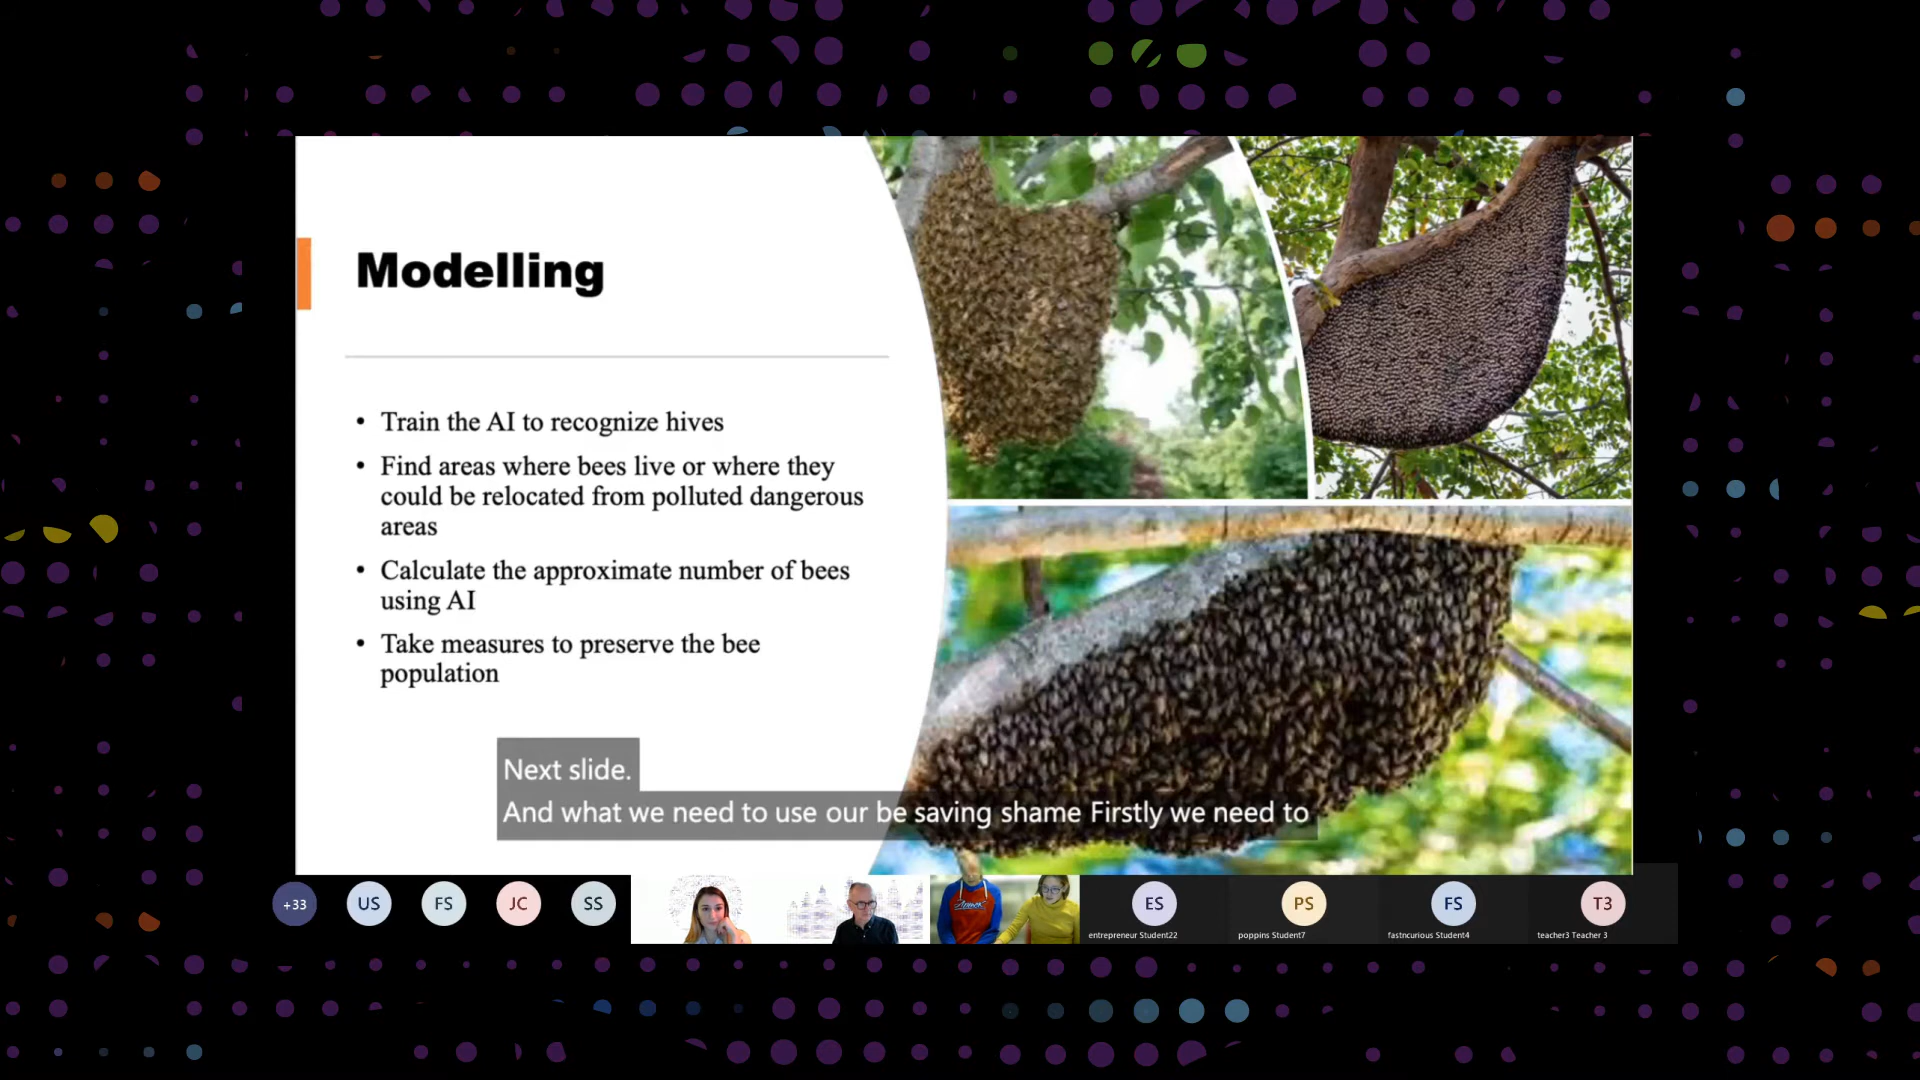 Modelling
• Train the AI to recognize hives
• Find areas where bees live or where they
could be relocated from polluted dangerous
areas
• Calculate the approximate number of bees
using AI
• Take measures to preserve the bee
population
Next slide.
And what we need to use our be saving shame Firstly we need to
+33
US
FS
JC
SS
ES
PS
FS
T3
entrepreneur Student22
poppins Student7
fastncurious Student4
teacher3 Teacher 3